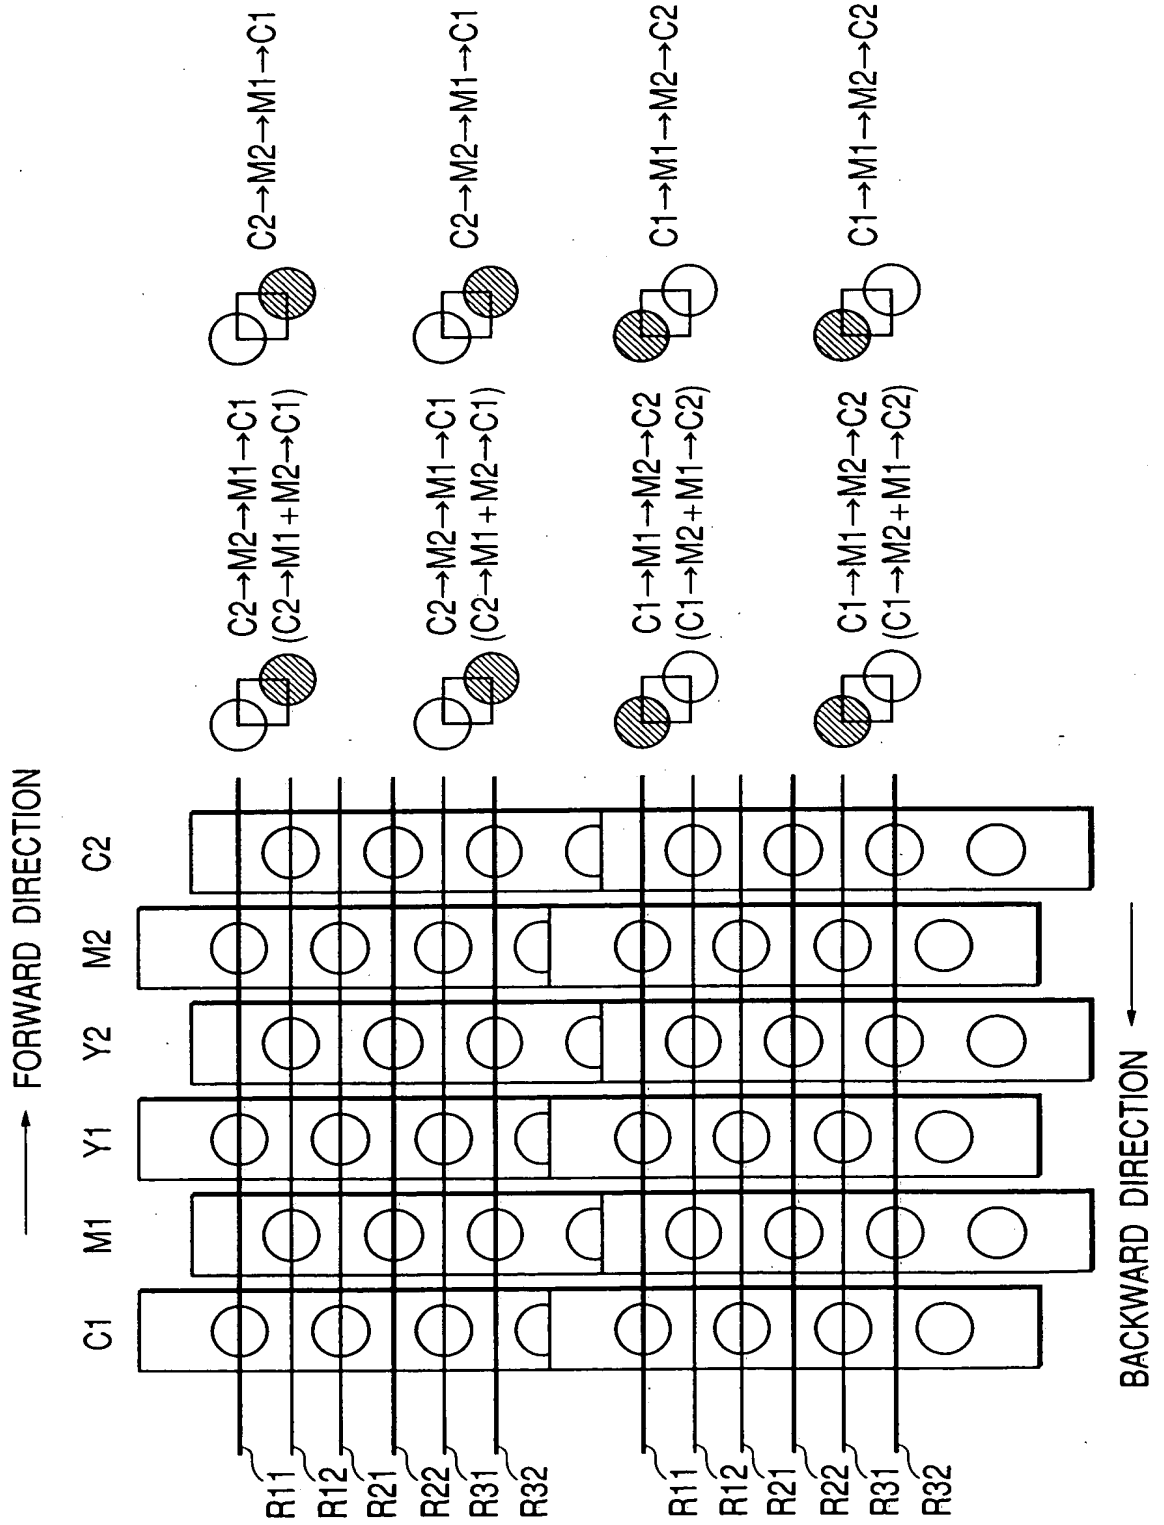 → FORWARD DIRECTION
C1 M1 Y1 Y2 M2 C2
R11
R12
R21
R22
R31
R32
R11
R12
R21
R22
R31
R32
C2→M2→M1→C1
(C2→M1+M2→C1)
C2→M2→M1→C1
C2→M2→M1→C1
(C2→M1+M2→C1)
C2→M2→M1→C1
C1→M1→M2→C2
(C1→M2+M1→C2)
C1→M1→M2→C2
C1→M1→M2→C2
(C1→M2+M1→C2)
C1→M1→M2→C2
BACKWARD DIRECTION ←